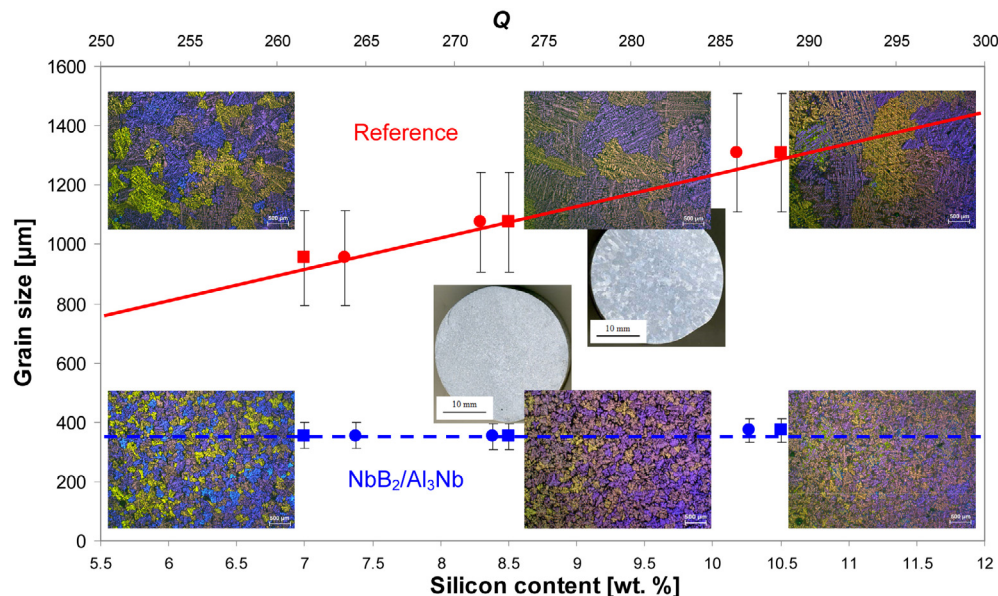 Q
250 255 260 265 270 275 280 285 290 295 300
Grain size [µm]
1600
1400
1200
1000
800
600
400
200
0
Reference
500 µm
500 µm
500 µm
10 mm
10 mm
NbB₂/Al₃Nb
500 µm
500 µm
500 µm
5.5 6 6.5 7 7.5 8 8.5 9 9.5 10 10.5 11 11.5 12
Silicon content [wt. %]